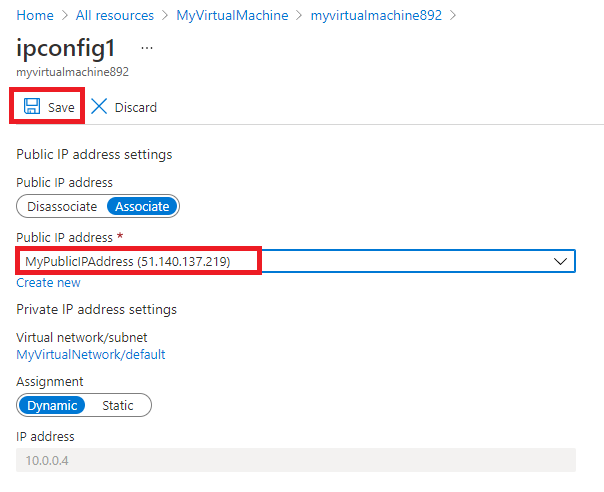 Home > All resources > MyVirtualMachine > myvirtualmachine892 >
ipconfig1 ...
myvirtualmachine892
Save Discard
Public IP address settings
Public IP address
Disassociate Associate
Public IP address *
MyPublicIPAddress (51.140.137.219)
Create new
Private IP address settings
Virtual network/subnet
MyVirtualNetwork/default
Assignment
Dynamic Static
IP address
10.0.0.4